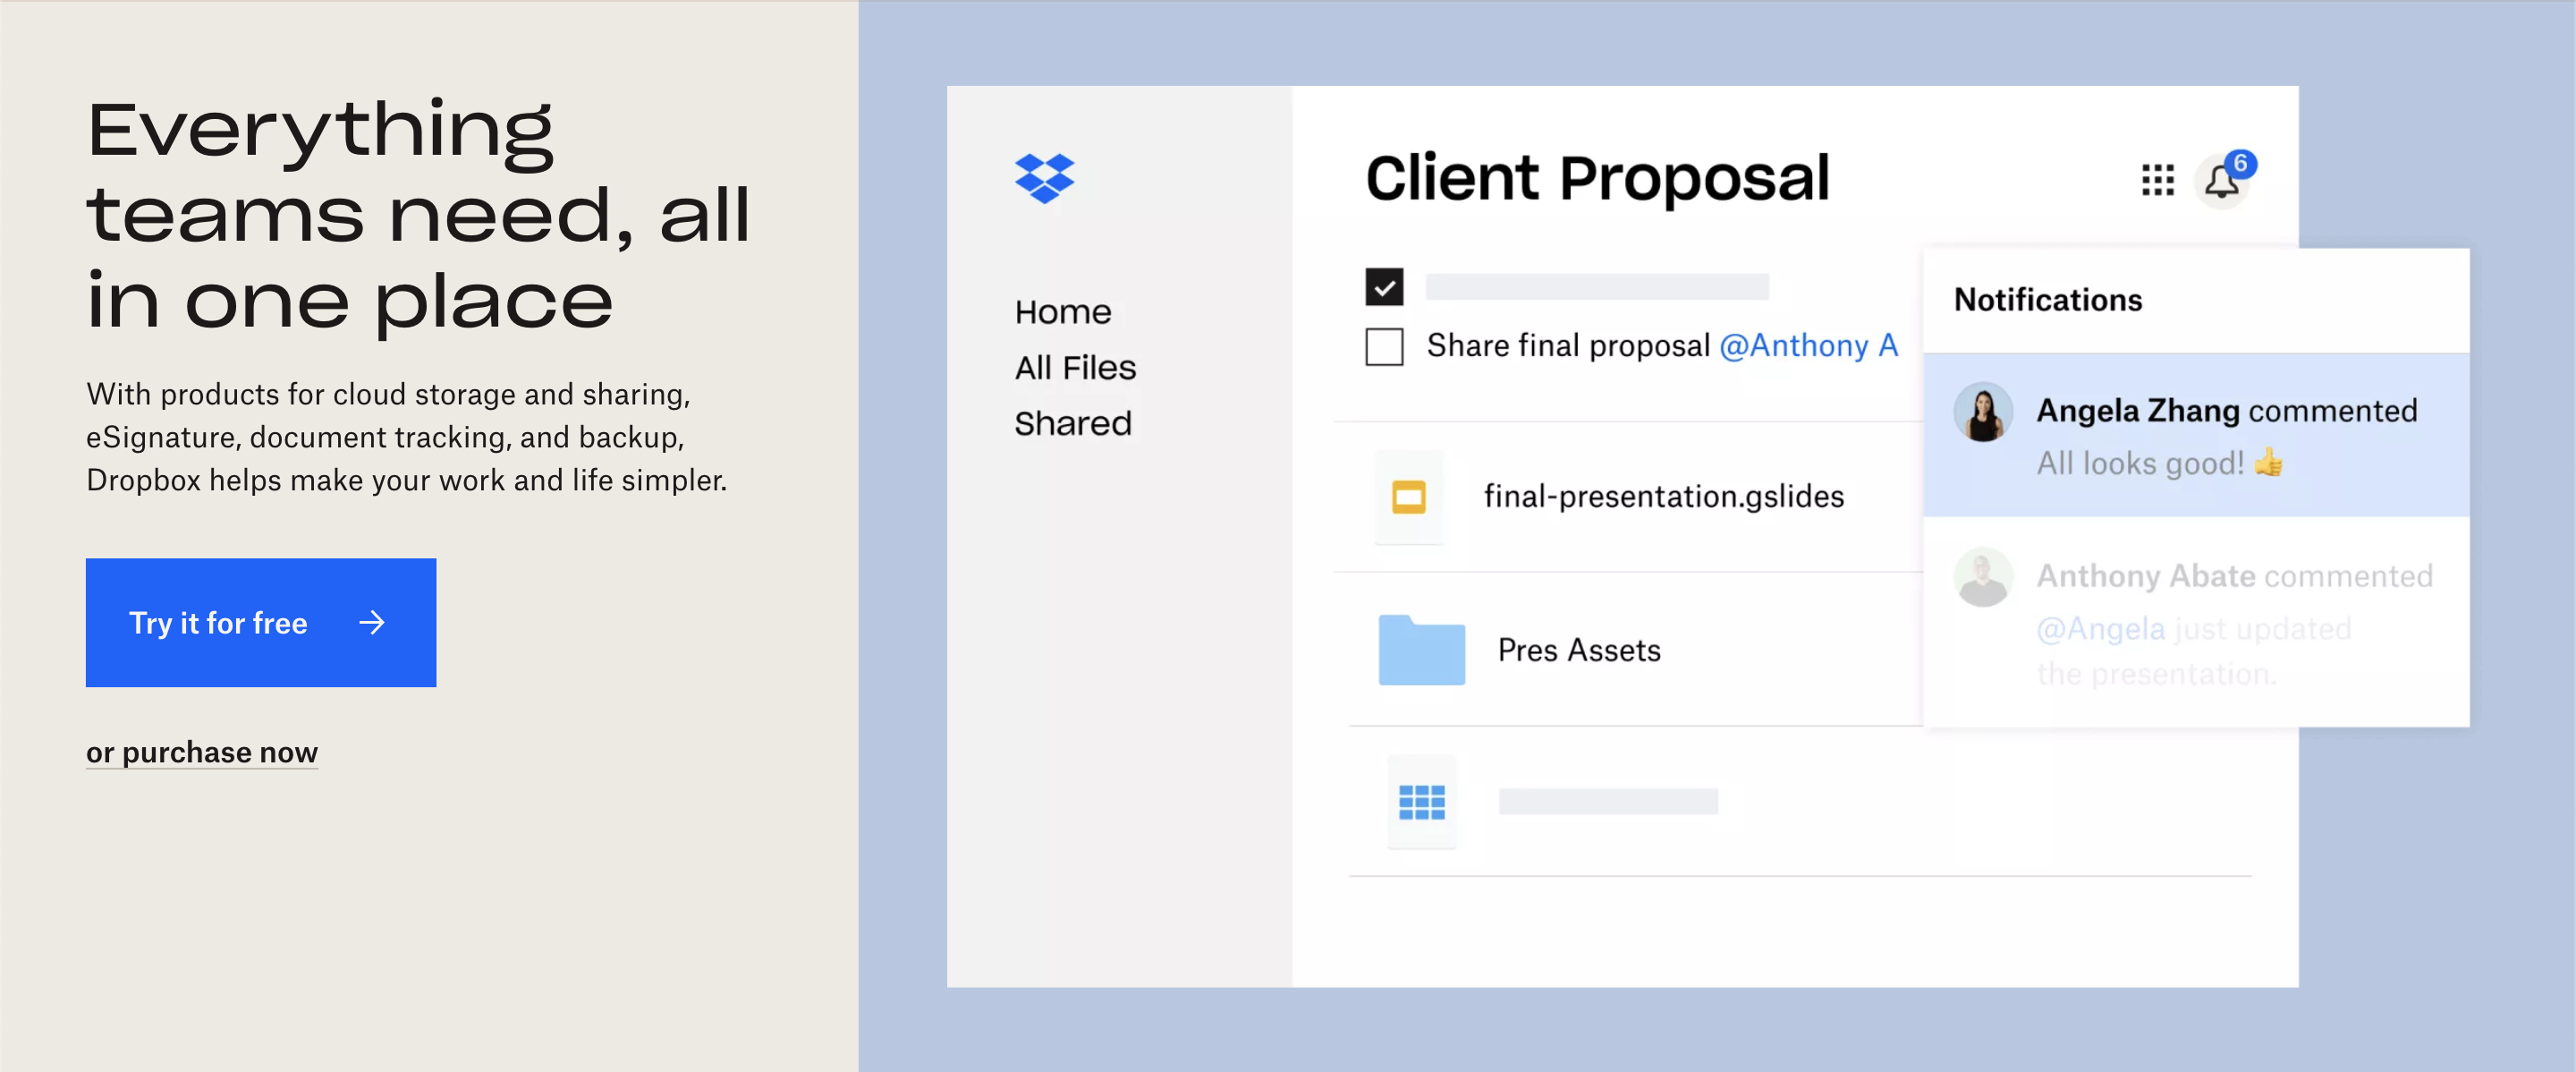 Everything
teams need, all
in one place
With products for cloud storage and sharing,
eSignature, document tracking, and backup,
Dropbox helps make your work and life simpler.
Try it for free →
or purchase now
Home
All Files
Shared
Client Proposal
6
Share final proposal @Anthony A
final-presentation.gslides
Pres Assets
Notifications
Angela Zhang commented
All looks good! 👍
Anthony Abate commented
@Angela just updated
the presentation.